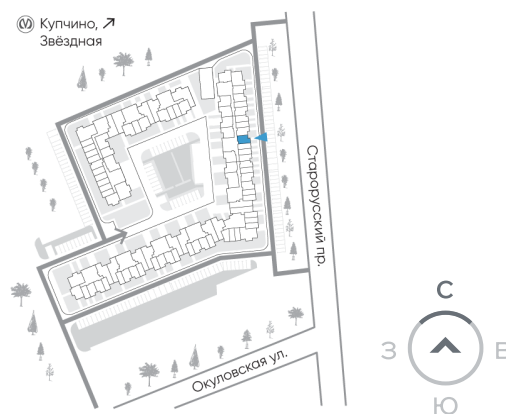 Купчино, ↗
Звёздная
Старорусский пр.
Окуловская ул.
С
З
В
Ю